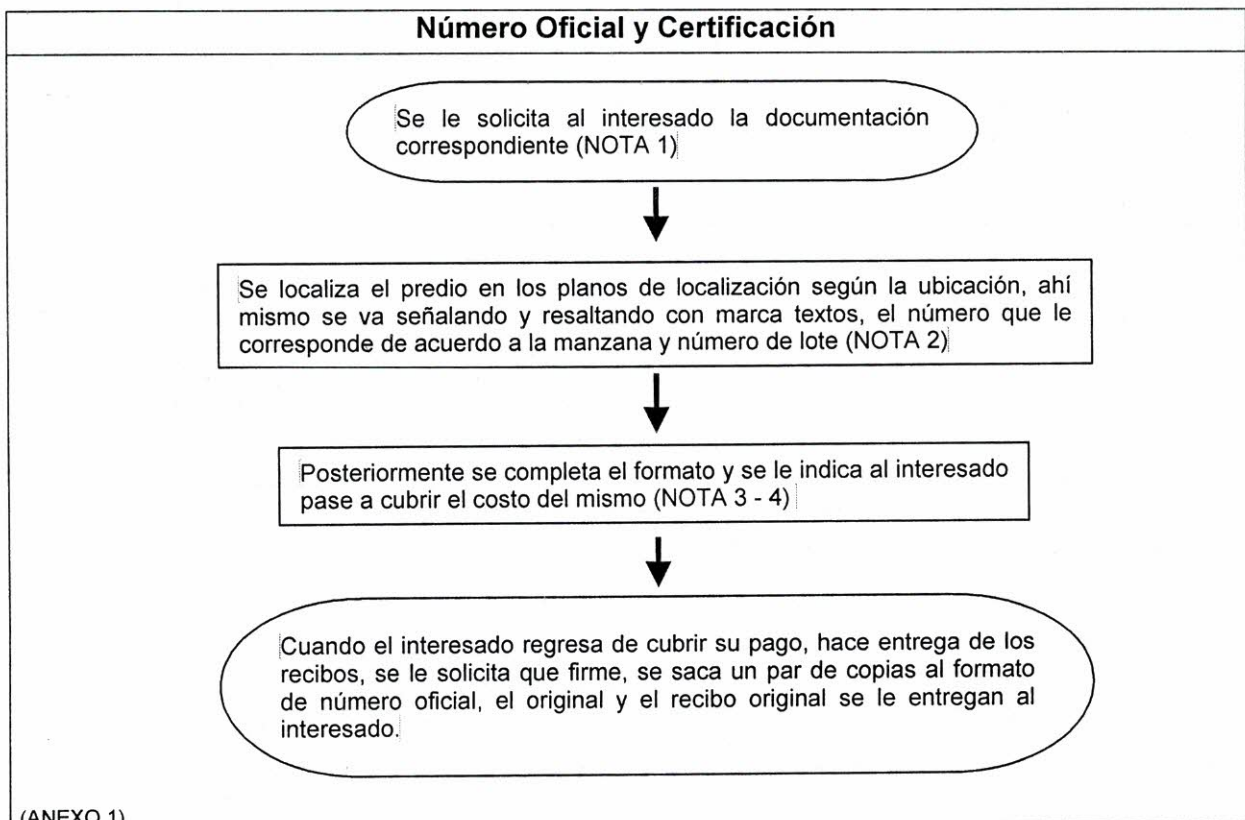 Número Oficial y Certificación
Se le solicita al interesado la documentación
correspondiente (NOTA 1)
Se localiza el predio en los planos de localización según la ubicación, ahí
mismo se va señalando y resaltando con marca textos, el número que le
corresponde de acuerdo a la manzana y número de lote (NOTA 2)
Posteriormente se completa el formato y se le indica al interesado
pase a cubrir el costo del mismo (NOTA 3 - 4)
Cuando el interesado regresa de cubrir su pago, hace entrega de los
recibos, se le solicita que firme, se saca un par de copias al formato
de número oficial, el original y el recibo original se le entregan al
interesado.
(ANEXO 1)